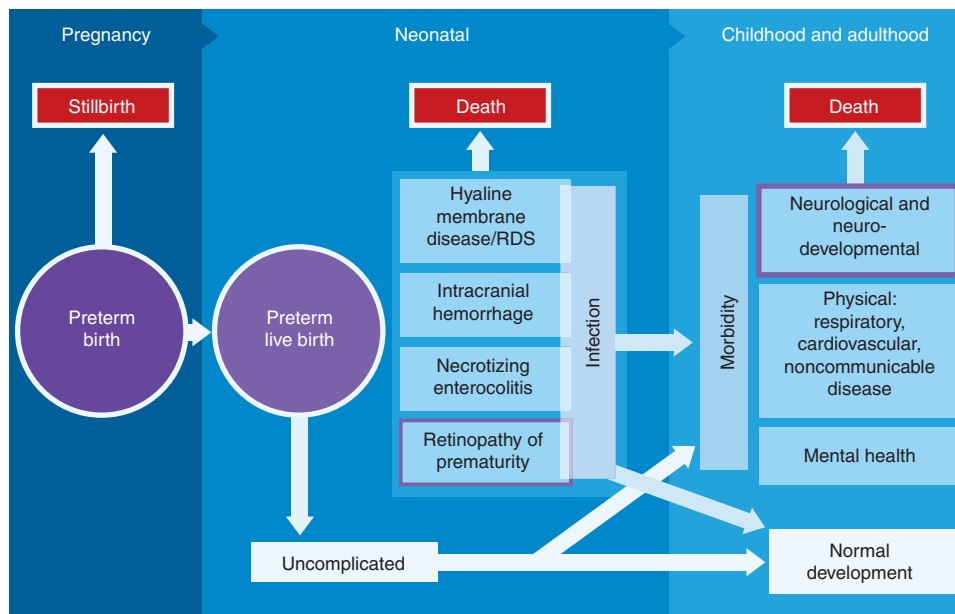 Pregnancy
Neonatal
Childhood and adulthood
Stillbirth
Death
Death
Preterm
birth
Preterm
live birth
Hyaline
membrane
disease/RDS
Intracranial
hemorrhage
Necrotizing
enterocolitis
Retinopathy of
prematurity
Infection
Morbidity
Neurological and
neuro-
developmental
Physical:
respiratory,
cardiovascular,
noncommunicable
disease
Mental health
Uncomplicated
Normal
development